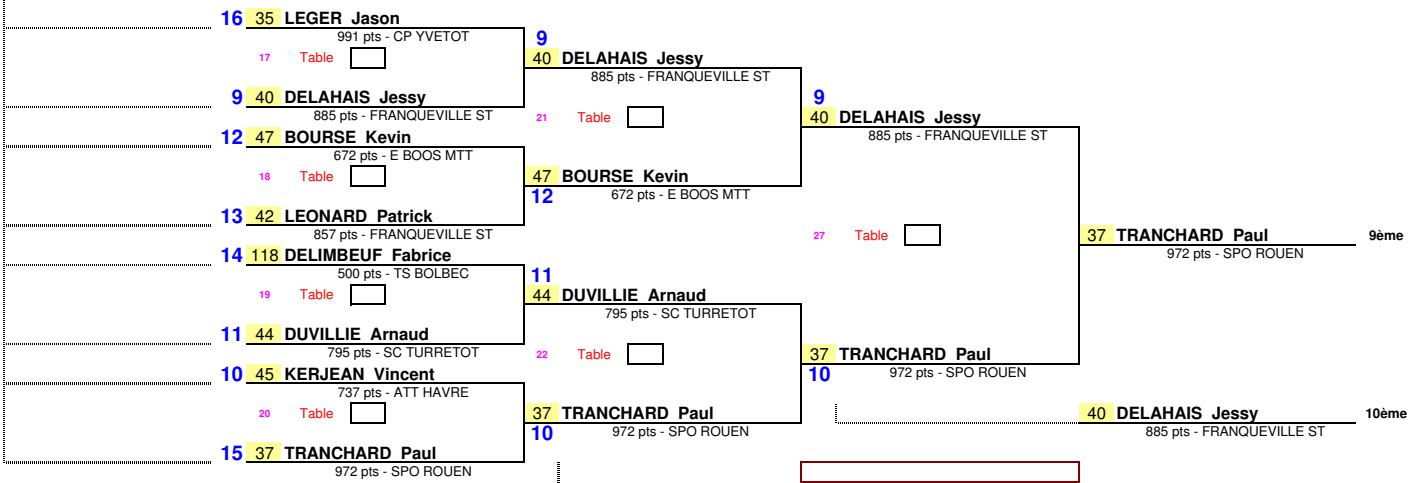 16 35 LEGER Jason
991 pts - CP YVETOT
17 Table
9 40 DELAHAIS Jessy
885 pts - FRANQUEVILLE ST
12 47 BOURSE Kevin
672 pts - E BOOS MTT
18 Table
13 42 LEONARD Patrick
857 pts - FRANQUEVILLE ST
14 118 DELIMBEUF Fabrice
500 pts - TS BOLBEC
19 Table
11 44 DUVILLIE Arnaud
795 pts - SC TURRETOT
10 45 KERJEAN Vincent
737 pts - ATT HAVRE
20 Table
15 37 TRANCHARD Paul
972 pts - SPO ROUEN
9
40 DELAHAIS Jessy
885 pts - FRANQUEVILLE ST
21 Table
47 BOURSE Kevin
12 672 pts - E BOOS MTT
11
44 DUVILLIE Arnaud
795 pts - SC TURRETOT
22 Table
37 TRANCHARD Paul
10 972 pts - SPO ROUEN
9
40 DELAHAIS Jessy
885 pts - FRANQUEVILLE ST
27 Table
37 TRANCHARD Paul
10 972 pts - SPO ROUEN
37 TRANCHARD Paul 9ème
972 pts - SPO ROUEN
40 DELAHAIS Jessy 10ème
885 pts - FRANQUEVILLE ST